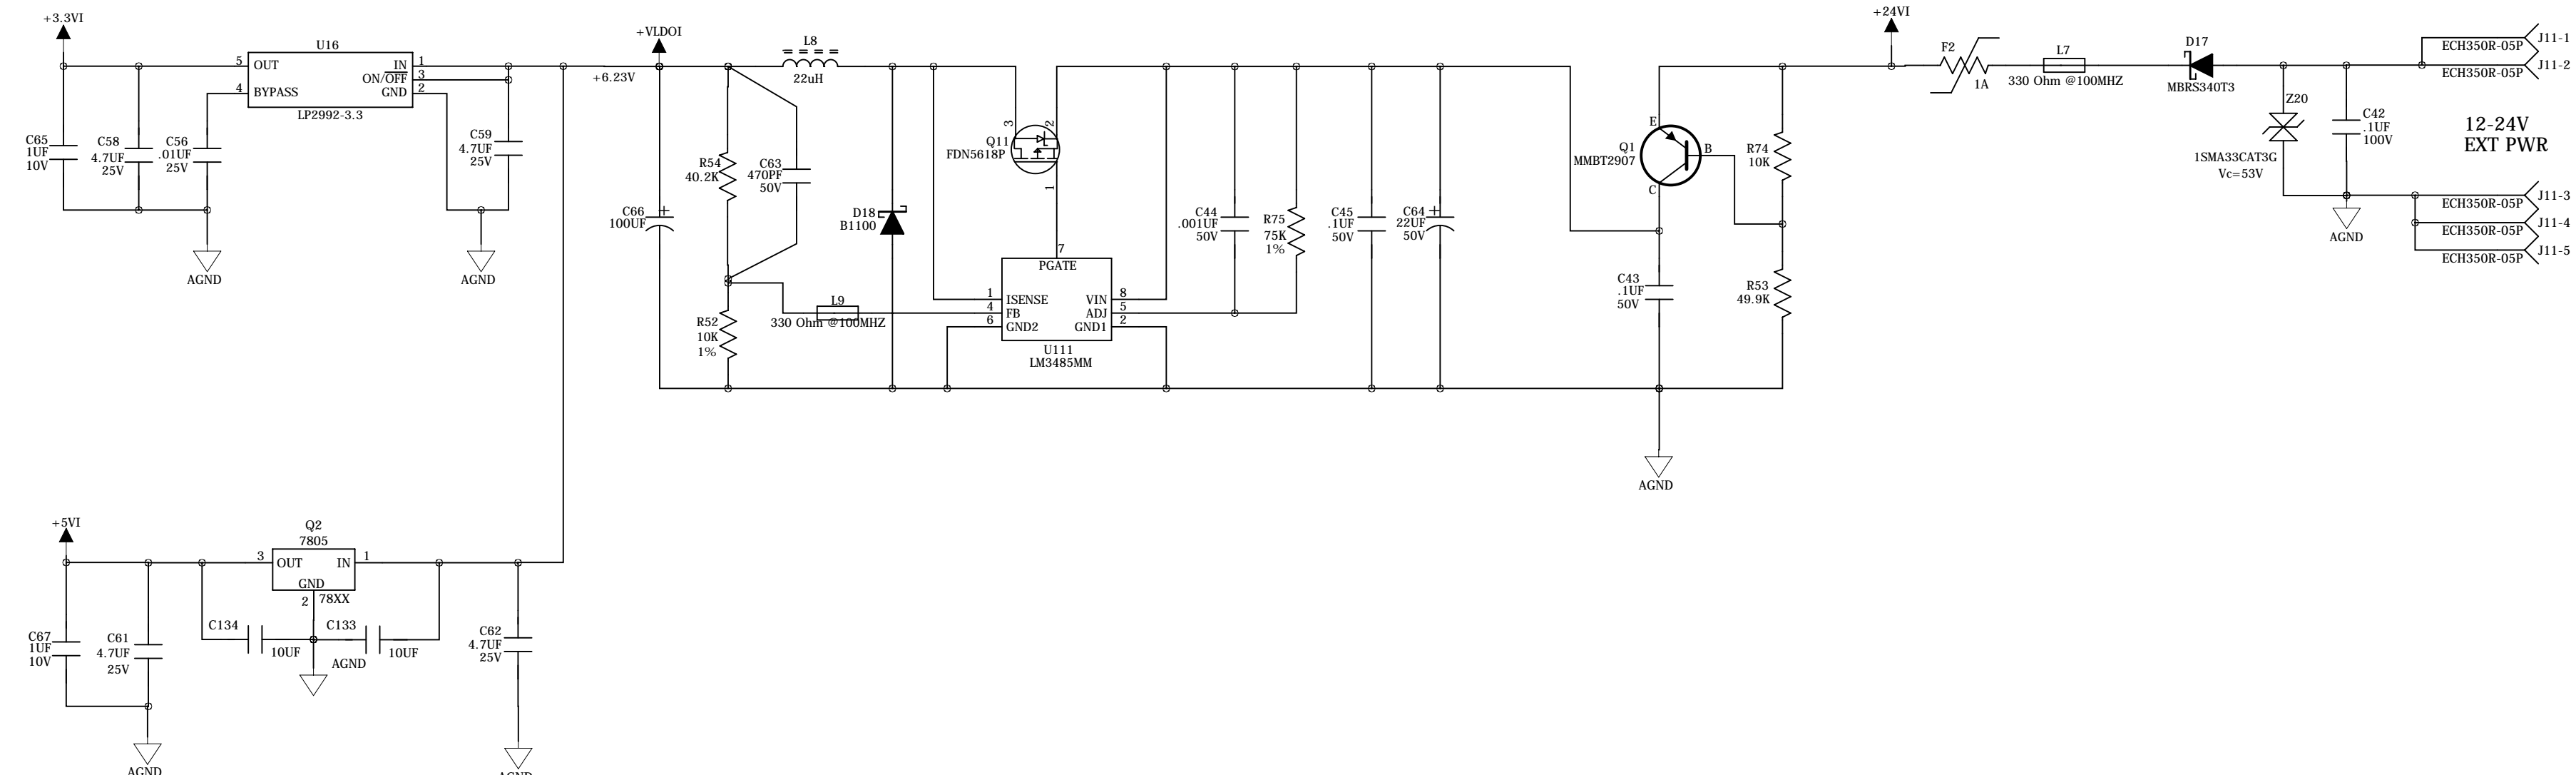 +3.3VI
U16
5 OUT IN 1
ON/OFF 3
4 BYPASS GND 2
LP2992-3.3
C65
1UF
10V
C58
4.7UF
25V
C56
.01UF
25V
C59
4.7UF
25V
AGND
AGND
+VLDOI
+6.23V
L8
22uH
R54
40.2K
C63
470PF
50V
C66
100UF
D18
B1100
R52
10K
1%
L9
330 Ohm @100MHZ
3
2
Q11
FDN5618P
1
7
PGATE
1 ISENSE VIN 8
4 FB ADJ 5
6 GND2 GND1 2
U111
LM3485MM
C44
.001UF
50V
R75
75K
1%
C45
.1UF
50V
C64
22UF
50V
E
Q1
MMBT2907
B
C
C43
.1UF
50V
R74
10K
R53
49.9K
AGND
+24VI
F2
1A
L7
330 Ohm @100MHZ
D17
MBRS340T3
Z20
1SMA33CAT3G
Vc=53V
C42
.1UF
100V
AGND
J11-1
ECH350R-05P
J11-2
ECH350R-05P
12-24V
EXT PWR
J11-3
ECH350R-05P
J11-4
ECH350R-05P
J11-5
ECH350R-05P
+5VI
Q2
7805
3 OUT IN 1
GND
2 78XX
C134
10UF
C133
10UF
AGND
C67
1UF
10V
C61
4.7UF
25V
C62
4.7UF
25V
AGND
AGND